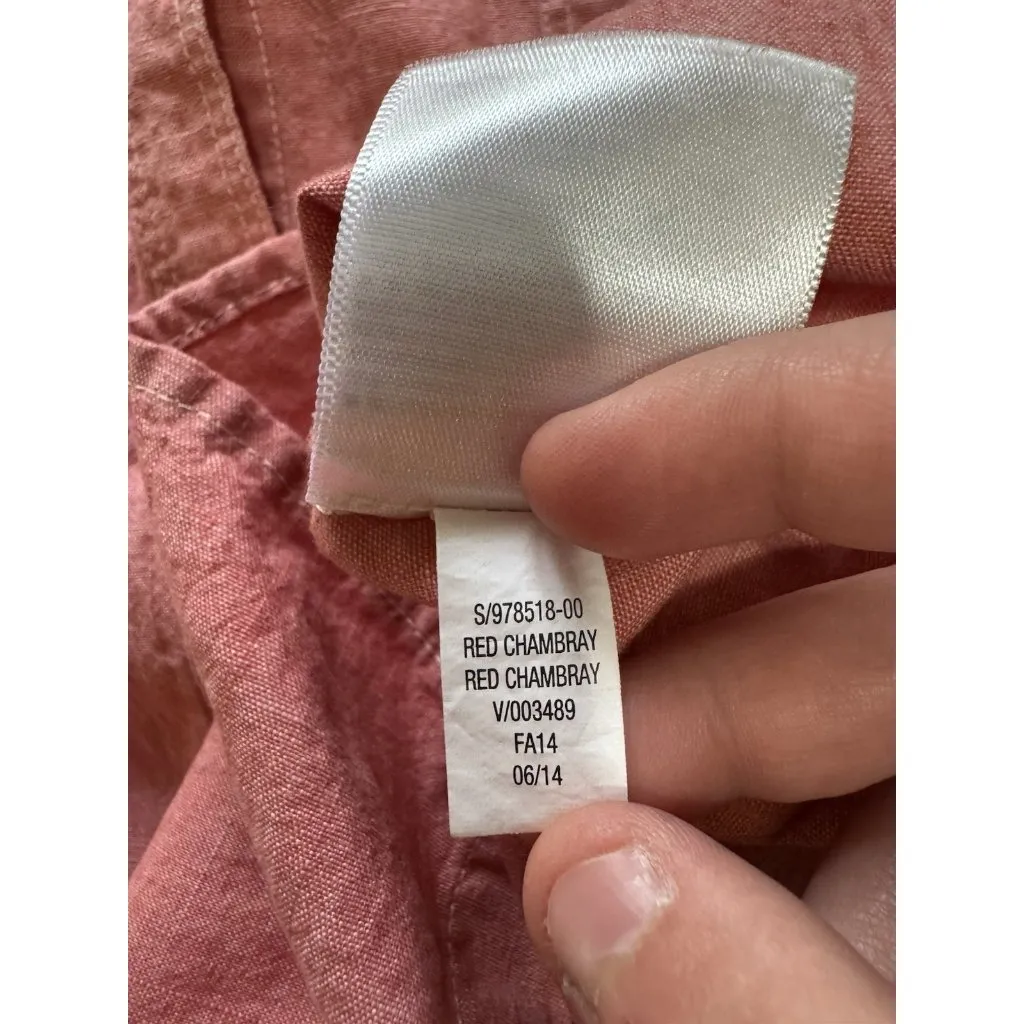 S/978518-00
RED CHAMBRAY
RED CHAMBRAY
V/003489
FA14
06/14